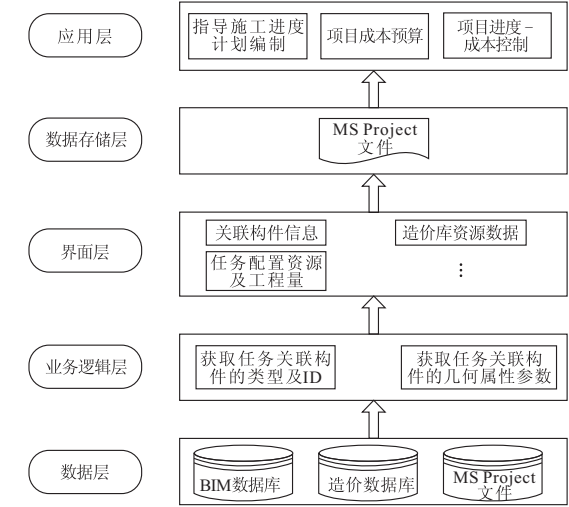 应用层
指导施工进度
计划编制
项目成本预算
项目进度－
成本控制
数据存储层
MS Project
文件
界面层
关联构件信息
造价库资源数据
任务配置资源
及工程量
⋮
业务逻辑层
获取任务关联构
件的类型及ID
获取任务关联构
件的几何属性参数
数据层
BIM数据库
造价数据库
MS Project
文件